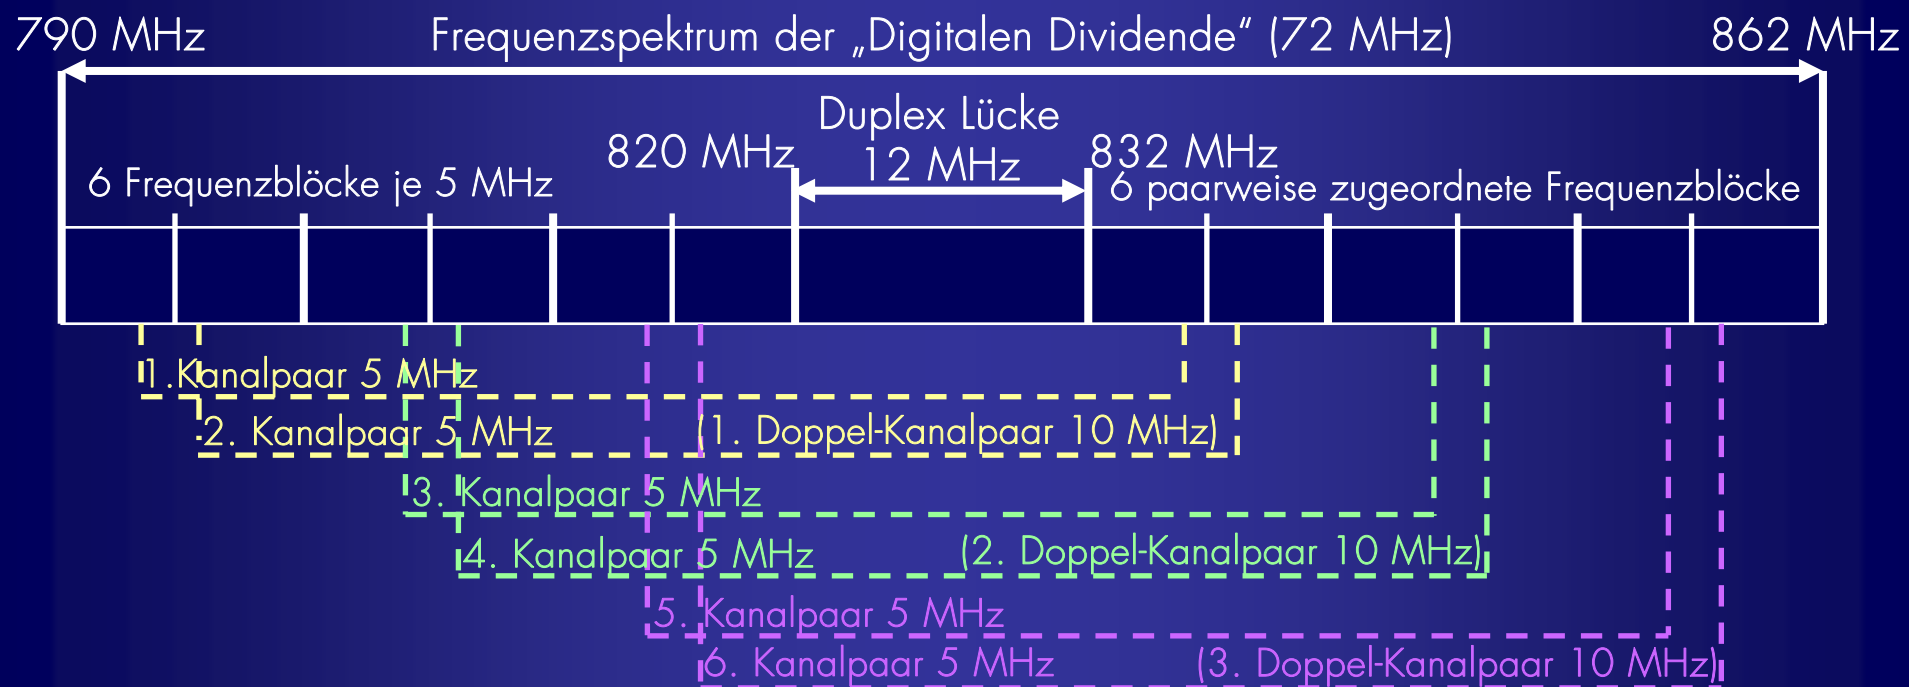 790 MHz
Frequenzspektrum der „Digitalen Dividende“ (72 MHz)
862 MHz
Duplex Lücke
12 MHz
820 MHz
832 MHz
6 Frequenzblöcke je 5 MHz
6 paarweise zugeordnete Frequenzblöcke
1.Kanalpaar 5 MHz
2. Kanalpaar 5 MHz
(1. Doppel-Kanalpaar 10 MHz)
3. Kanalpaar 5 MHz
4. Kanalpaar 5 MHz
(2. Doppel-Kanalpaar 10 MHz)
5. Kanalpaar 5 MHz
6. Kanalpaar 5 MHz
(3. Doppel-Kanalpaar 10 MHz)